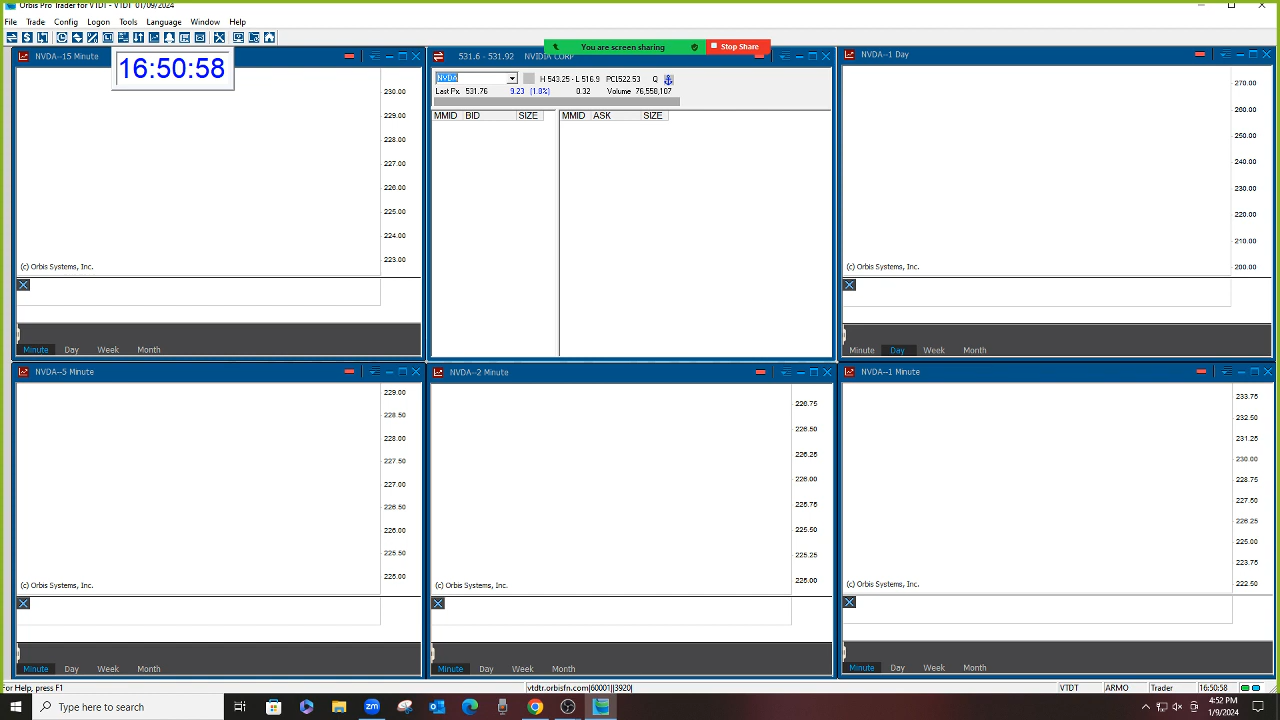 Orbis Pro Trader for VTDT - VTDT 01/09/2024
File Trade Config Logon Tools Language Window Help
NVDA--15 Minute
16:50:58
230.00
229.00
228.00
227.00
226.00
225.00
224.00
223.00
(c) Orbis Systems, Inc.
Minute Day Week Month
531.6 - 531.92 NVIDIA CORP
You are screen sharing
Stop Share
NVDA H 543.25 - L 516.9 PCl522.53 Q
Last Px. 531.76 9.23 (1.8%) 0.32 Volume 76,558,107
MMID BID SIZE MMID ASK SIZE
NVDA--1 Day
270.00
260.00
250.00
240.00
230.00
220.00
210.00
200.00
(c) Orbis Systems, Inc.
Minute Day Week Month
NVDA--5 Minute
229.00
228.50
228.00
227.50
227.00
226.50
226.00
225.50
225.00
(c) Orbis Systems, Inc.
Minute Day Week Month
NVDA--2 Minute
226.75
226.50
226.25
226.00
225.75
225.50
225.25
225.00
(c) Orbis Systems, Inc.
Minute Day Week Month
NVDA--1 Minute
233.75
232.50
231.25
230.00
228.75
227.50
226.25
225.00
223.75
222.50
(c) Orbis Systems, Inc.
Minute Day Week Month
For Help, press F1
vtdtr.orbisfn.com|60001||3920|
VTDT ARMO Trader 16:50:58
Type here to search
4:52 PM
1/9/2024